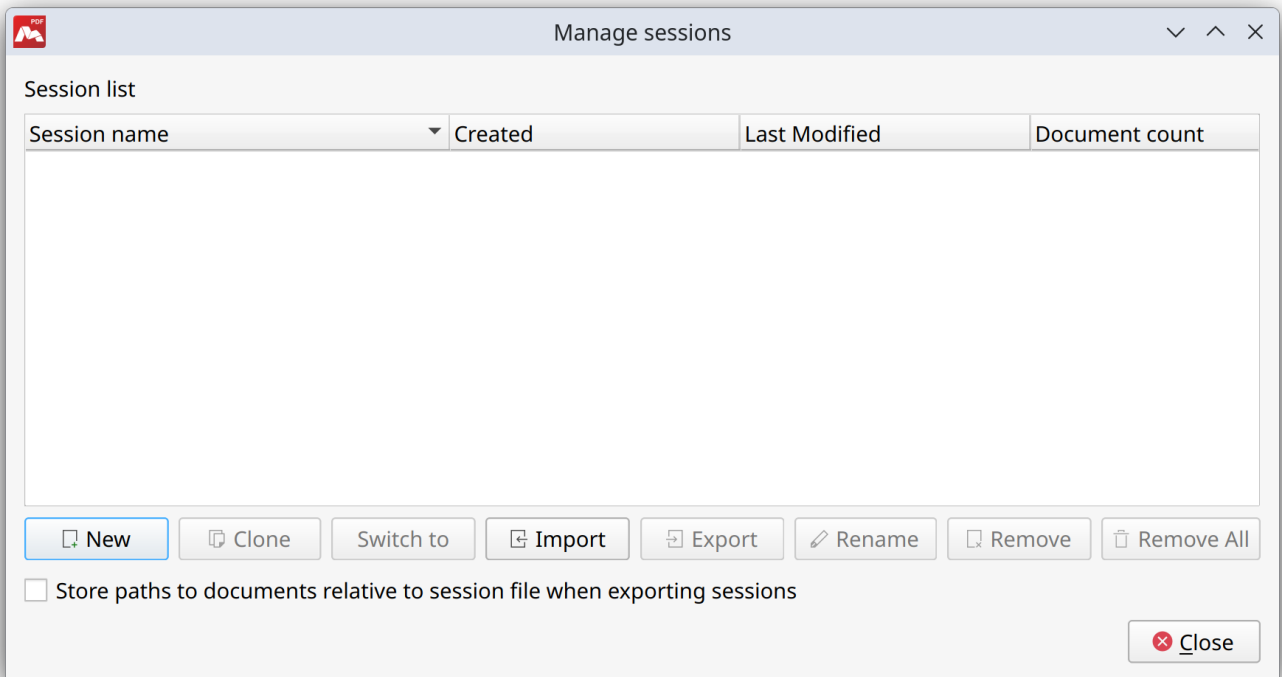 PDF
Manage sessions
Session list
Session name Created Last Modified Document count
New Clone Switch to Import Export Rename Remove Remove All
Store paths to documents relative to session file when exporting sessions
Close